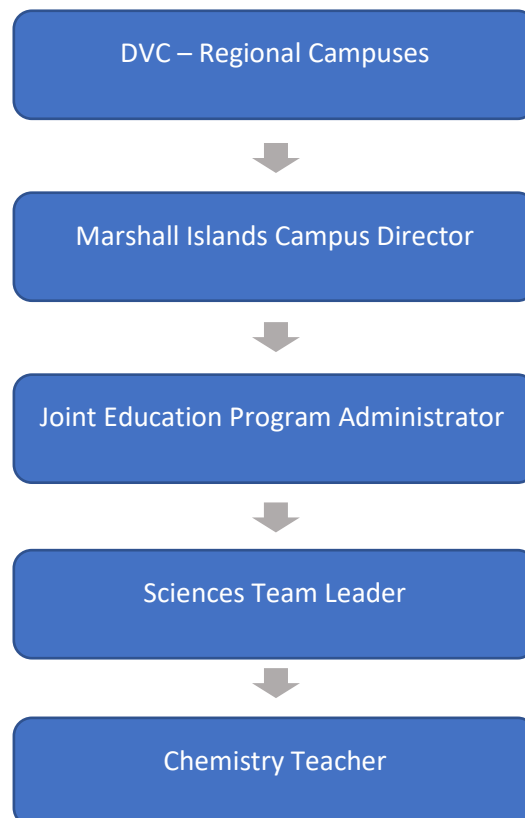 DVC – Regional Campuses
Marshall Islands Campus Director
Joint Education Program Administrator
Sciences Team Leader
Chemistry Teacher